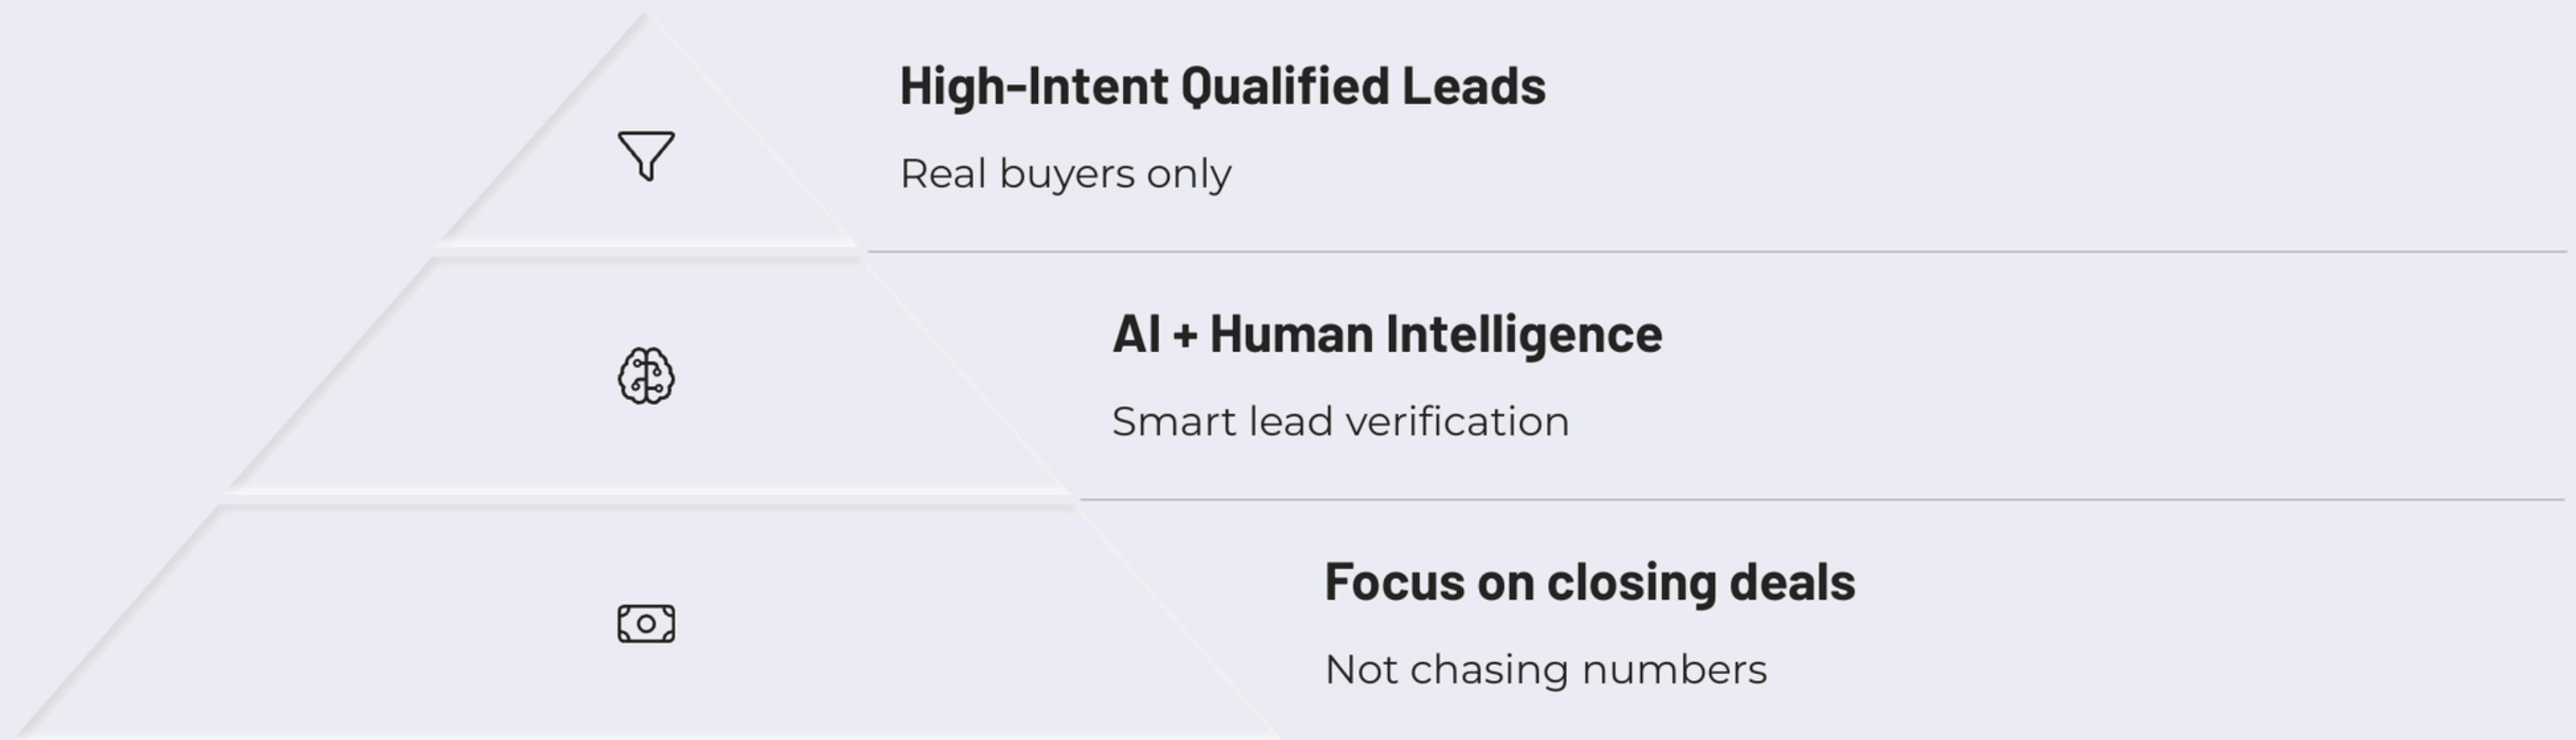 High-Intent Qualified Leads
Real buyers only
AI + Human Intelligence
Smart lead verification
Focus on closing deals
Not chasing numbers